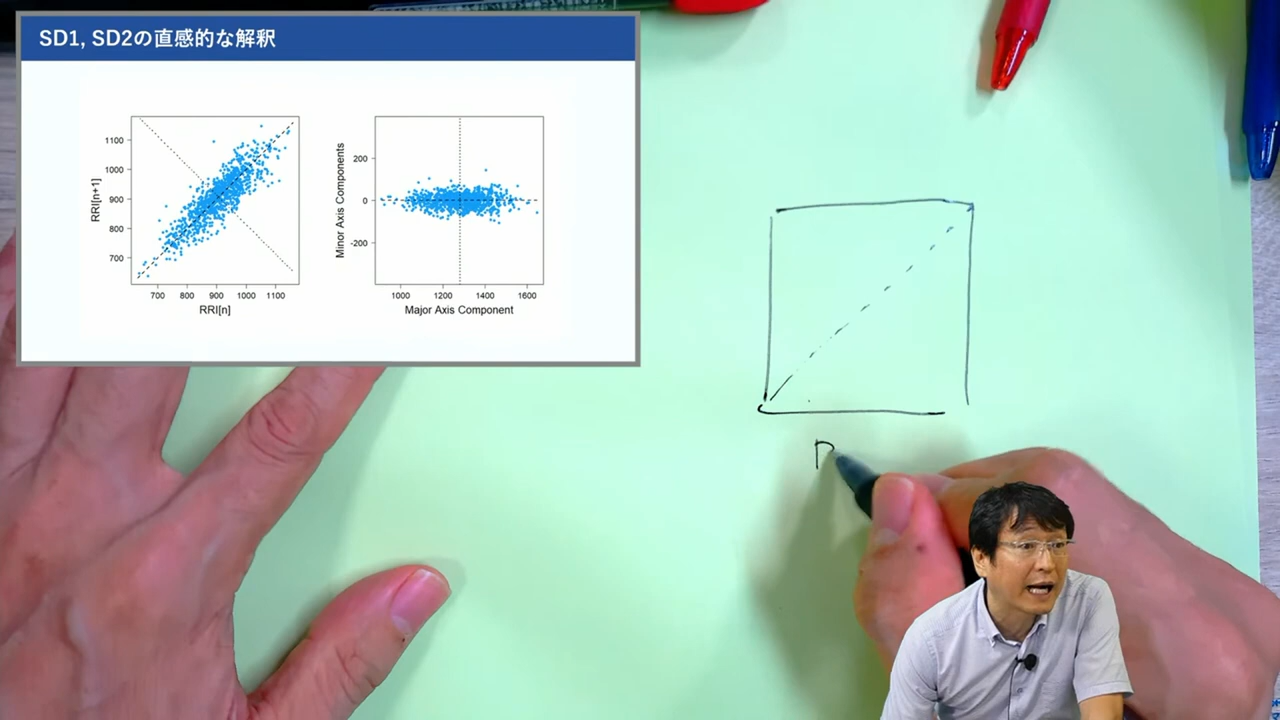 SD1, SD2の直感的な解釈
1100
1000
900
800
700
RRI[n+1]
700 800 900 1000 1100
RRI[n]
200
0
-200
Minor Axis Components
1000 1200 1400 1600
Major Axis Component